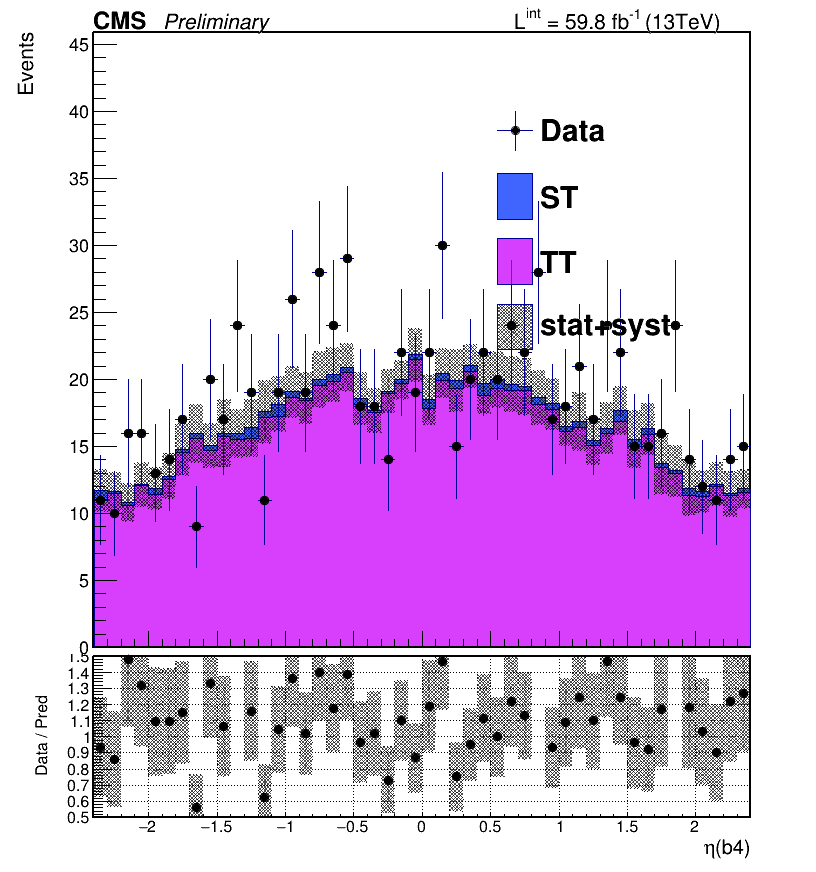 CMS Preliminary L^int = 59.8 fb^-1 (13TeV)
Events
45
40
35
30
25
20
15
10
5
0
Data
ST
TT
stat+syst
Data / Pred
1.5
1.4
1.3
1.2
1.1
1
0.9
0.8
0.7
0.6
0.5
−2 −1.5 −1 −0.5 0 0.5 1 1.5 2
η(b4)